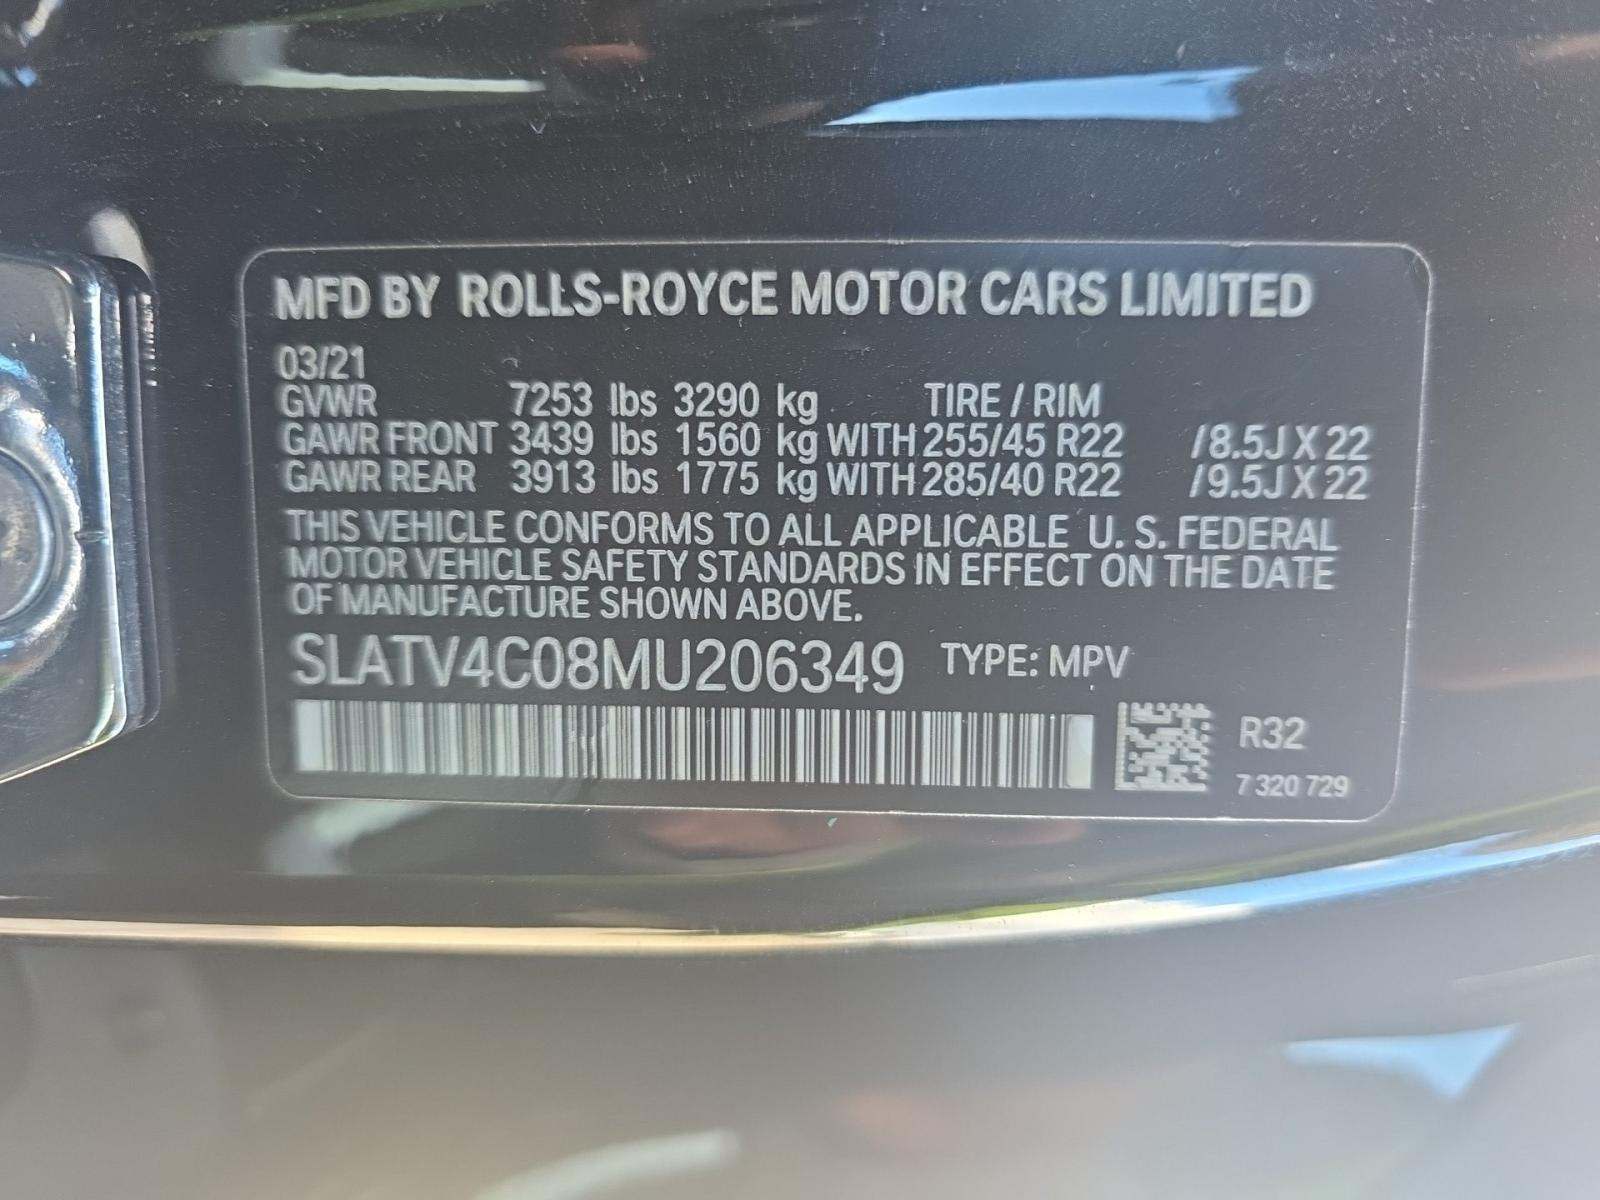 MFD BY ROLLS-ROYCE MOTOR CARS LIMITED
03/21
GVWR 7253 lbs 3290 kg TIRE / RIM
GAWR FRONT 3439 lbs 1560 kg WITH 255/45 R22 /8.5J X 22
GAWR REAR 3913 lbs 1775 kg WITH 285/40 R22 /9.5J X 22
THIS VEHICLE CONFORMS TO ALL APPLICABLE U. S. FEDERAL
MOTOR VEHICLE SAFETY STANDARDS IN EFFECT ON THE DATE
OF MANUFACTURE SHOWN ABOVE.
SLATV4C08MU206349 TYPE: MPV
R32
7 320 729